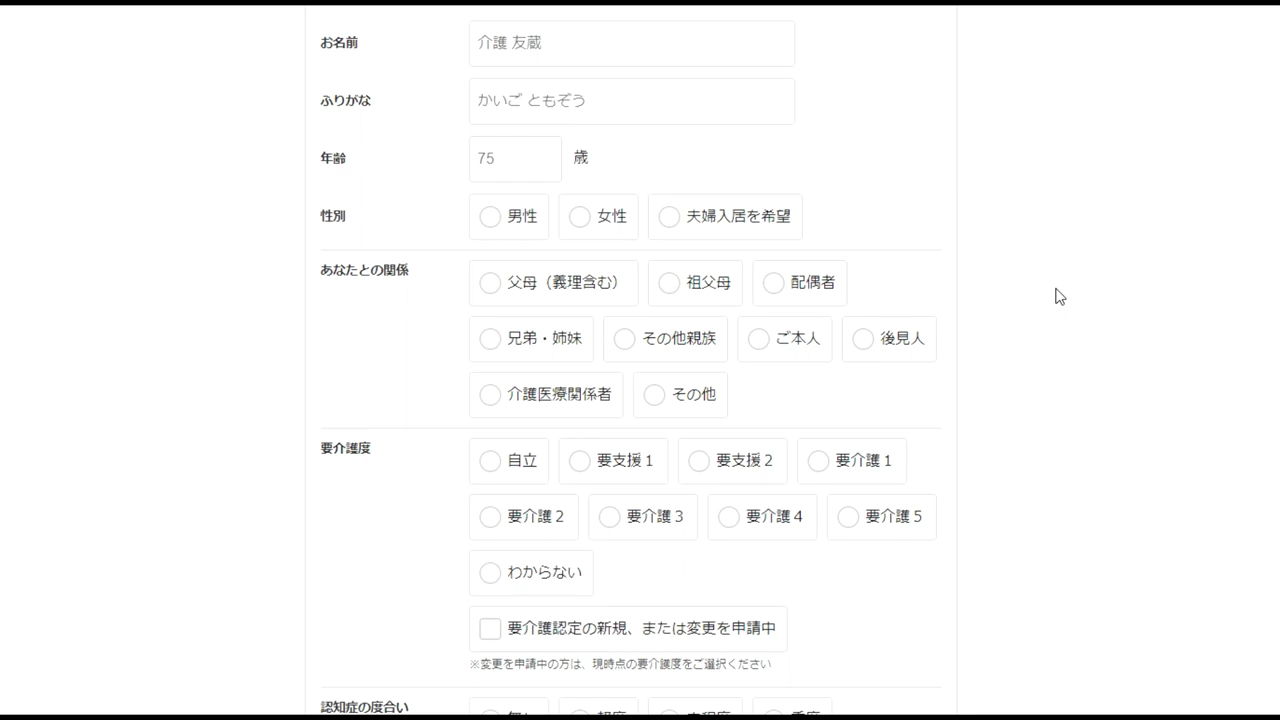 お名前 介護 友蔵
ふりがな かいご ともぞう
年齢 75 歳
性別 男性 女性 夫婦入居を希望
あなたとの関係 父母（義理含む） 祖父母 配偶者
兄弟・姉妹 その他親族 ご本人 後見人
介護医療関係者 その他
要介護度 自立 要支援1 要支援2 要介護1
要介護2 要介護3 要介護4 要介護5
わからない
要介護認定の新規、または変更を申請中
※変更を申請中の方は、現時点の要介護度をご選択ください
認知症の度合い